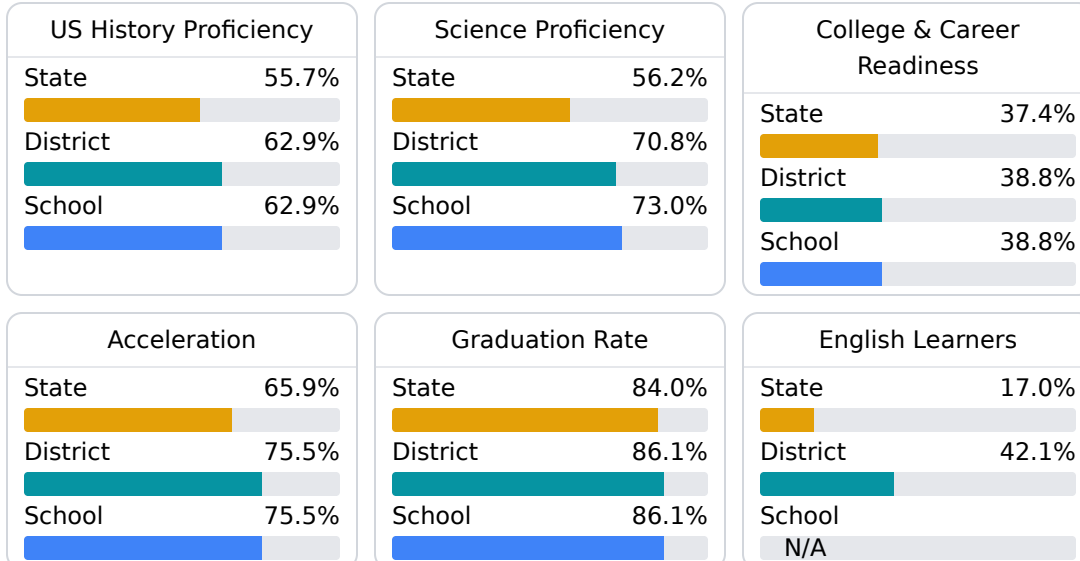 US History Proficiency
State 55.7%
District 62.9%
School 62.9%
Science Proficiency
State 56.2%
District 70.8%
School 73.0%
College & Career
Readiness
State 37.4%
District 38.8%
School 38.8%
Acceleration
State 65.9%
District 75.5%
School 75.5%
Graduation Rate
State 84.0%
District 86.1%
School 86.1%
English Learners
State 17.0%
District 42.1%
School
N/A